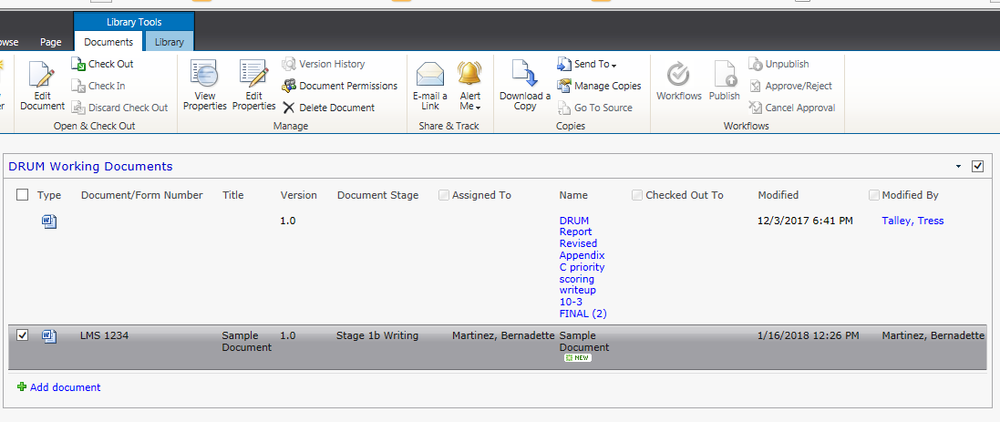 Library Tools
owse Page Documents Library
Edit Document
Check Out
Check In
Discard Check Out
Open & Check Out
View Properties
Edit Properties
Version History
Document Permissions
Delete Document
Manage
E-mail a Link
Alert Me
Share & Track
Download a Copy
Send To
Manage Copies
Go To Source
Copies
Workflows
Publish
Unpublish
Approve/Reject
Cancel Approval
Workflows
DRUM Working Documents
Type Document/Form Number Title Version Document Stage Assigned To Name Checked Out To Modified Modified By
1.0 DRUM 12/3/2017 6:41 PM Talley, Tress
Report
Revised
Appendix
C priority
scoring
writeup
10-3
FINAL (2)
LMS 1234 Sample 1.0 Stage 1b Writing Martinez, Bernadette Sample 1/16/2018 12:26 PM Martinez, Bernadette
Document Document
NEW
Add document